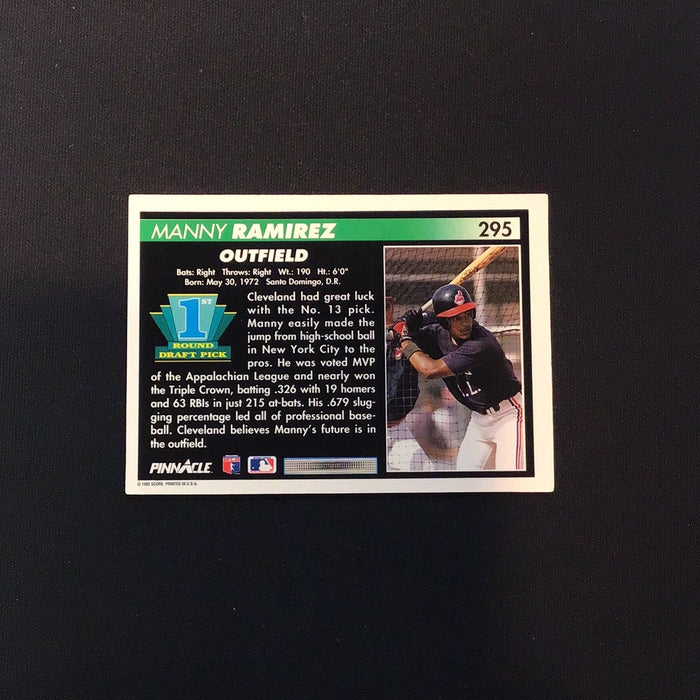 MANNY RAMIREZ 295
OUTFIELD
Bats: Right Throws: Right Wt.: 190 Ht.: 6'0"
Born: May 30, 1972 Santo Domingo, D.R.
1ST
ROUND
DRAFT PICK
Cleveland had great luck
with the No. 13 pick.
Manny easily made the
jump from high-school ball
in New York City to the
pros. He was voted MVP
of the Appalachian League and nearly won
the Triple Crown, batting .326 with 19 homers
and 63 RBIs in just 215 at-bats. His .679 slug-
ging percentage led all of professional base-
ball. Cleveland believes Manny's future is in
the outfield.
PINNACLE
© 1992 SCORE, PRINTED IN U.S.A.